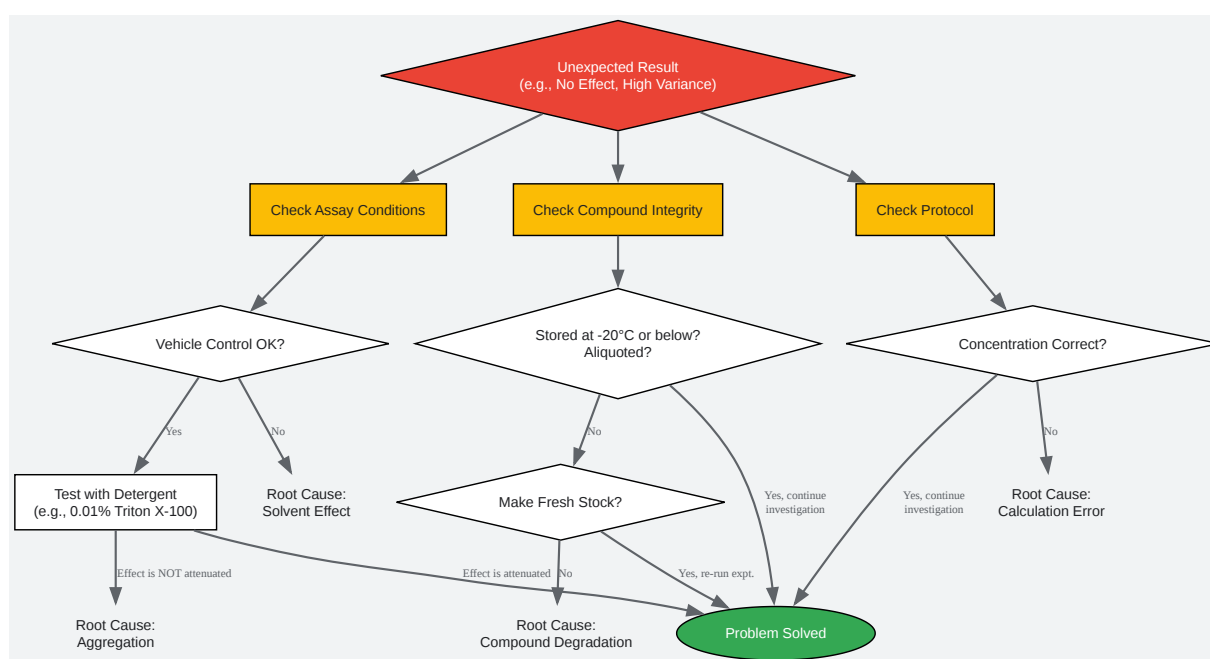 Unexpected Result
(e.g., No Effect, High Variance)
Check Assay Conditions
Check Compound Integrity
Check Protocol
Vehicle Control OK?
Stored at -20°C or below?
Aliquoted?
Concentration Correct?
Yes
No
No
Yes, continue
investigation
Yes, continue
investigation
No
Test with Detergent
(e.g., 0.01% Triton X-100)
Root Cause:
Solvent Effect
Make Fresh Stock?
Root Cause:
Calculation Error
Effect is NOT attenuated
Effect is attenuated
No
Yes, re-run expt.
Root Cause:
Aggregation
Root Cause:
Compound Degradation
Problem Solved